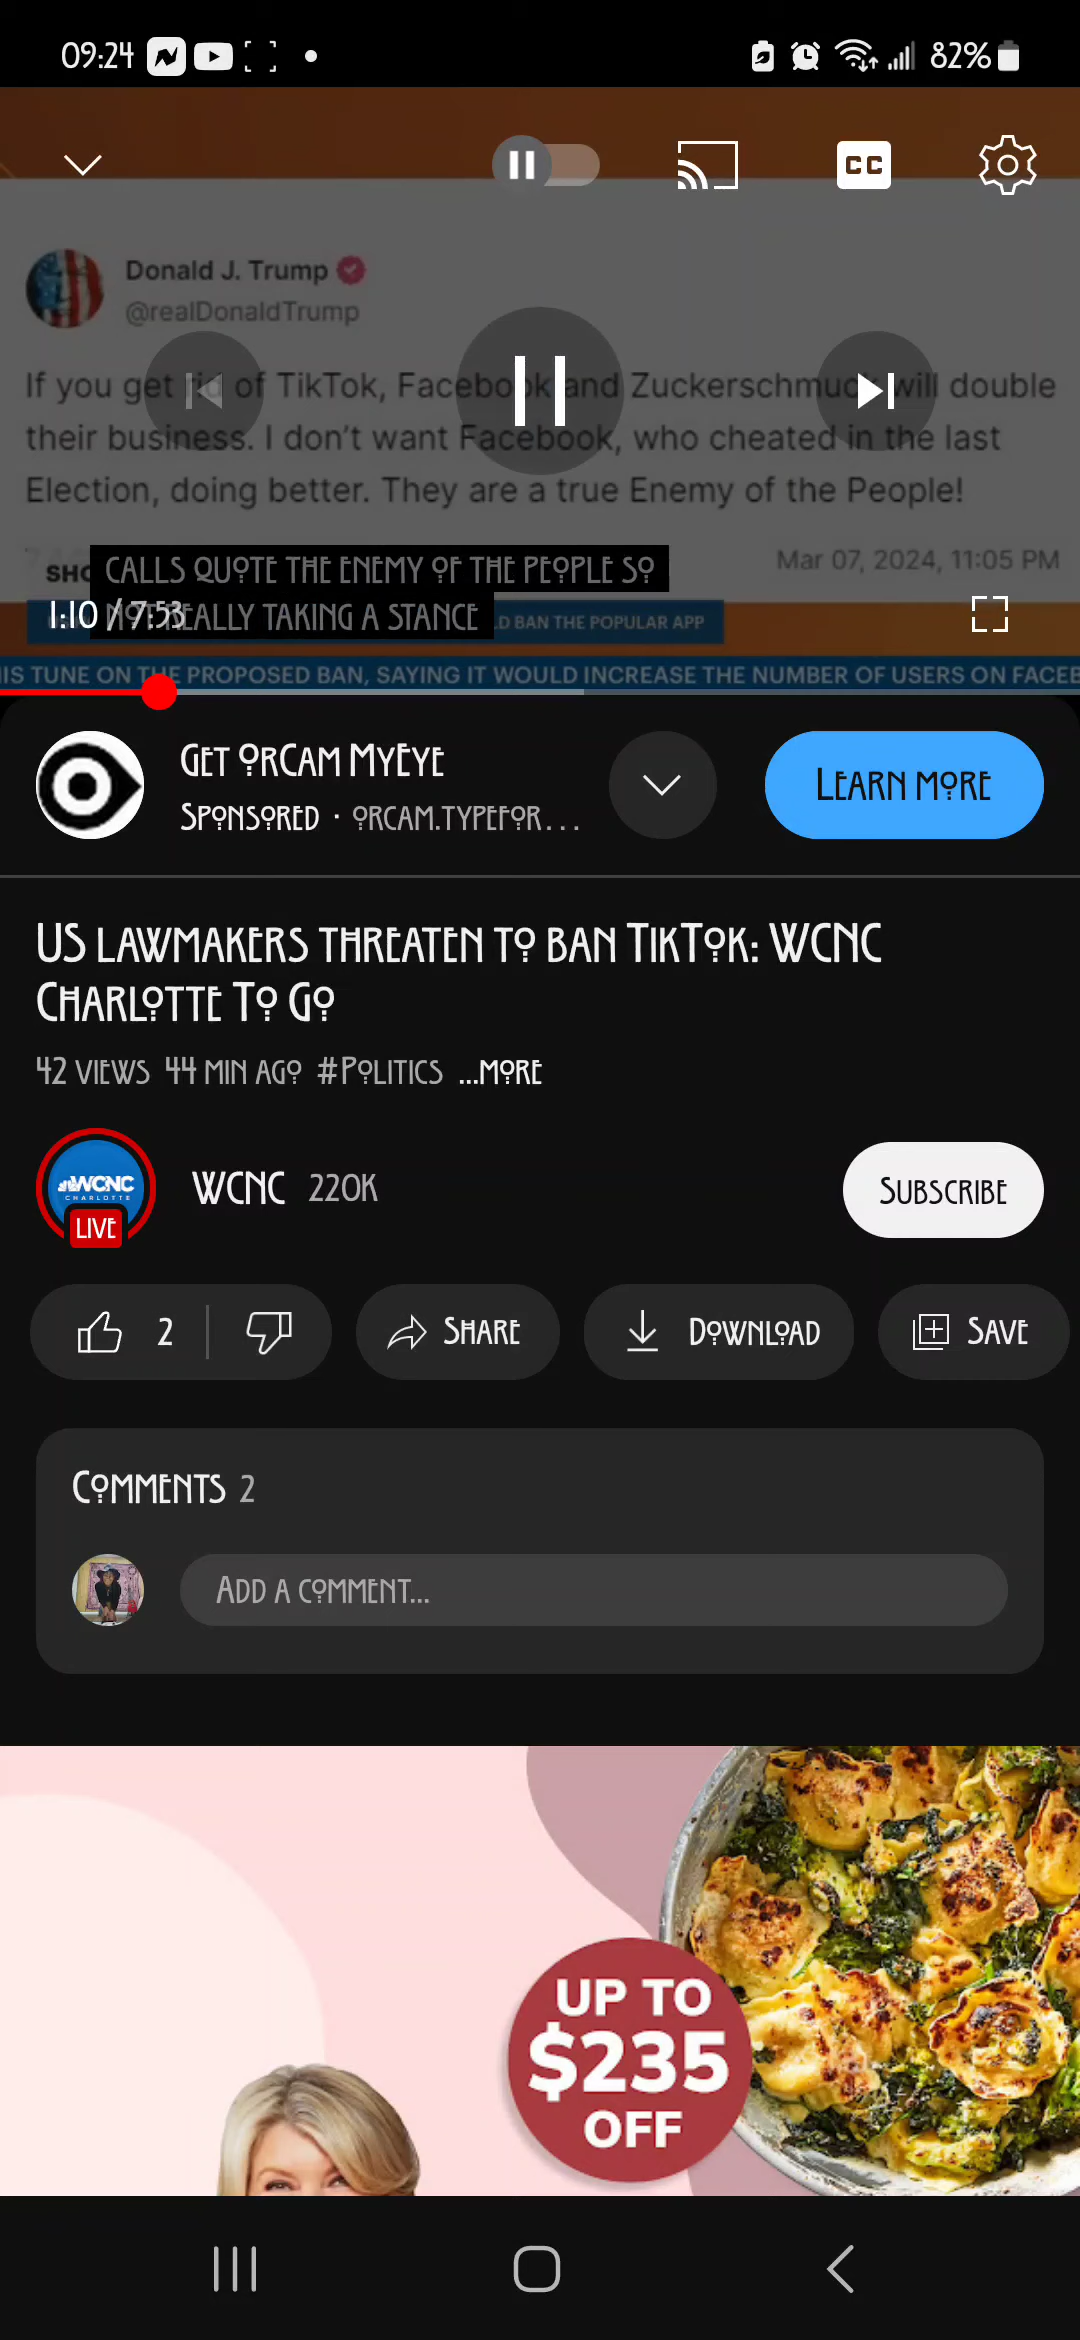 09:24
82%
CC
Donald J. Trump
@realDonaldTrump
If you get rid of TikTok, Facebook and Zuckerschmuck will double
their business. I don't want Facebook, who cheated in the last
Election, doing better. They are a true Enemy of the People!
Mar 07, 2024, 11:05 PM
CALLS QUOTE THE ENEMY OF THE PEOPLE SO
NOT REALLY TAKING A STANCE
1:10 / 7:53
D BAN THE POPULAR APP
IS TUNE ON THE PROPOSED BAN, SAYING IT WOULD INCREASE THE NUMBER OF USERS ON FACEB
Get OrCam MyEye
Sponsored · orcam.typefor...
Learn more
US lawmakers threaten to ban TikTok: WCNC
Charlotte To Go
42 views 44 min ago #Politics ...more
WCNC
CHARLOTTE
LIVE
WCNC 220K
Subscribe
2
Share
Download
Save
Comments 2
Add a comment...
UP TO
$235
OFF